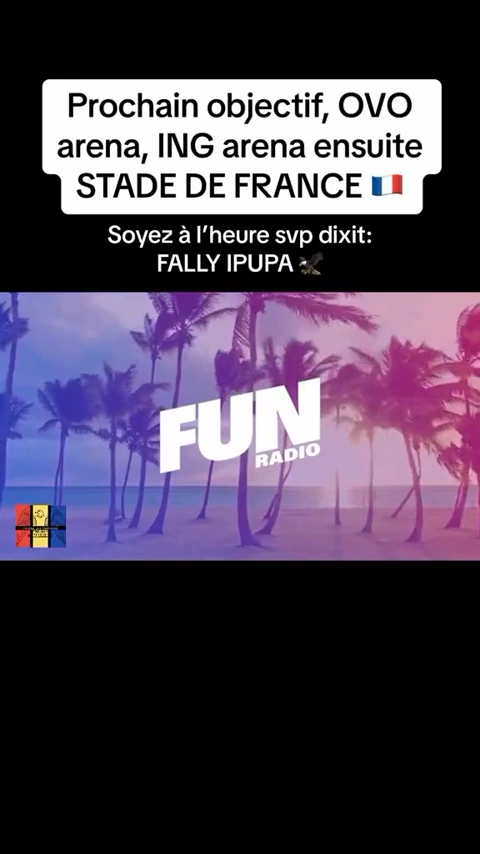 Prochain objectif, OVO
arena, ING arena ensuite
STADE DE FRANCE 🇫🇷
Soyez à l’heure svp dixit:
FALLY IPUPA 🦅
FUN
RADIO